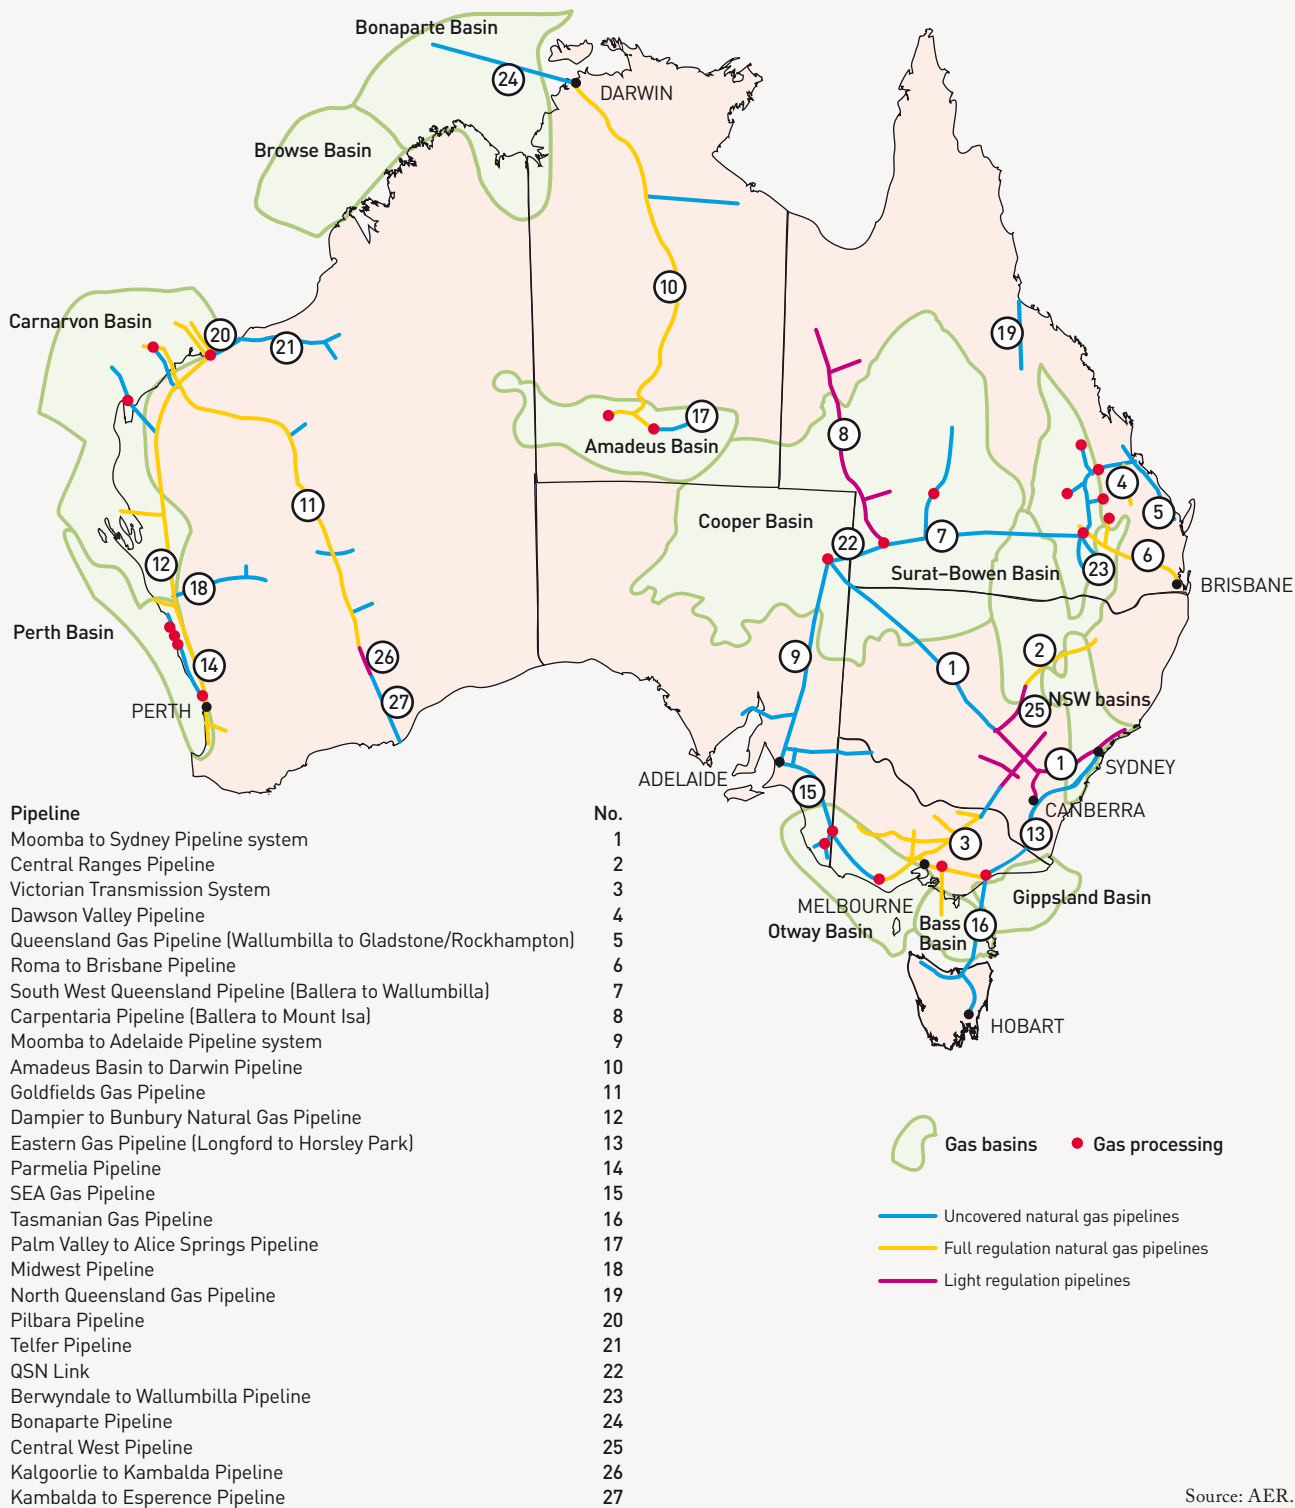 Bonaparte Basin
24
DARWIN
Browse Basin
10
Carnarvon Basin
20
21
19
17
Amadeus Basin
8
4
11
5
Cooper Basin
7
22
12
6
Surat–Bowen Basin
23
BRISBANE
18
Perth Basin
2
26
9
14
1
27
25
NSW basins
PERTH
1
SYDNEY
ADELAIDE
15
CANBERRA
13
3
Gippsland Basin
MELBOURNE
Otway Basin
Bass
Basin
16
HOBART
Pipeline No.
Moomba to Sydney Pipeline system 1
Central Ranges Pipeline 2
Victorian Transmission System 3
Dawson Valley Pipeline 4
Queensland Gas Pipeline (Wallumbilla to Gladstone/Rockhampton) 5
Roma to Brisbane Pipeline 6
South West Queensland Pipeline (Ballera to Wallumbilla) 7
Carpentaria Pipeline (Ballera to Mount Isa) 8
Moomba to Adelaide Pipeline system 9
Amadeus Basin to Darwin Pipeline 10
Goldfields Gas Pipeline 11
Dampier to Bunbury Natural Gas Pipeline 12
Eastern Gas Pipeline (Longford to Horsley Park) 13
Parmelia Pipeline 14
SEA Gas Pipeline 15
Tasmanian Gas Pipeline 16
Palm Valley to Alice Springs Pipeline 17
Midwest Pipeline 18
North Queensland Gas Pipeline 19
Pilbara Pipeline 20
Telfer Pipeline 21
QSN Link 22
Berwyndale to Wallumbilla Pipeline 23
Bonaparte Pipeline 24
Central West Pipeline 25
Kalgoorlie to Kambalda Pipeline 26
Kambalda to Esperence Pipeline 27
Gas basins
Gas processing
Uncovered natural gas pipelines
Full regulation natural gas pipelines
Light regulation pipelines
Source: AER.